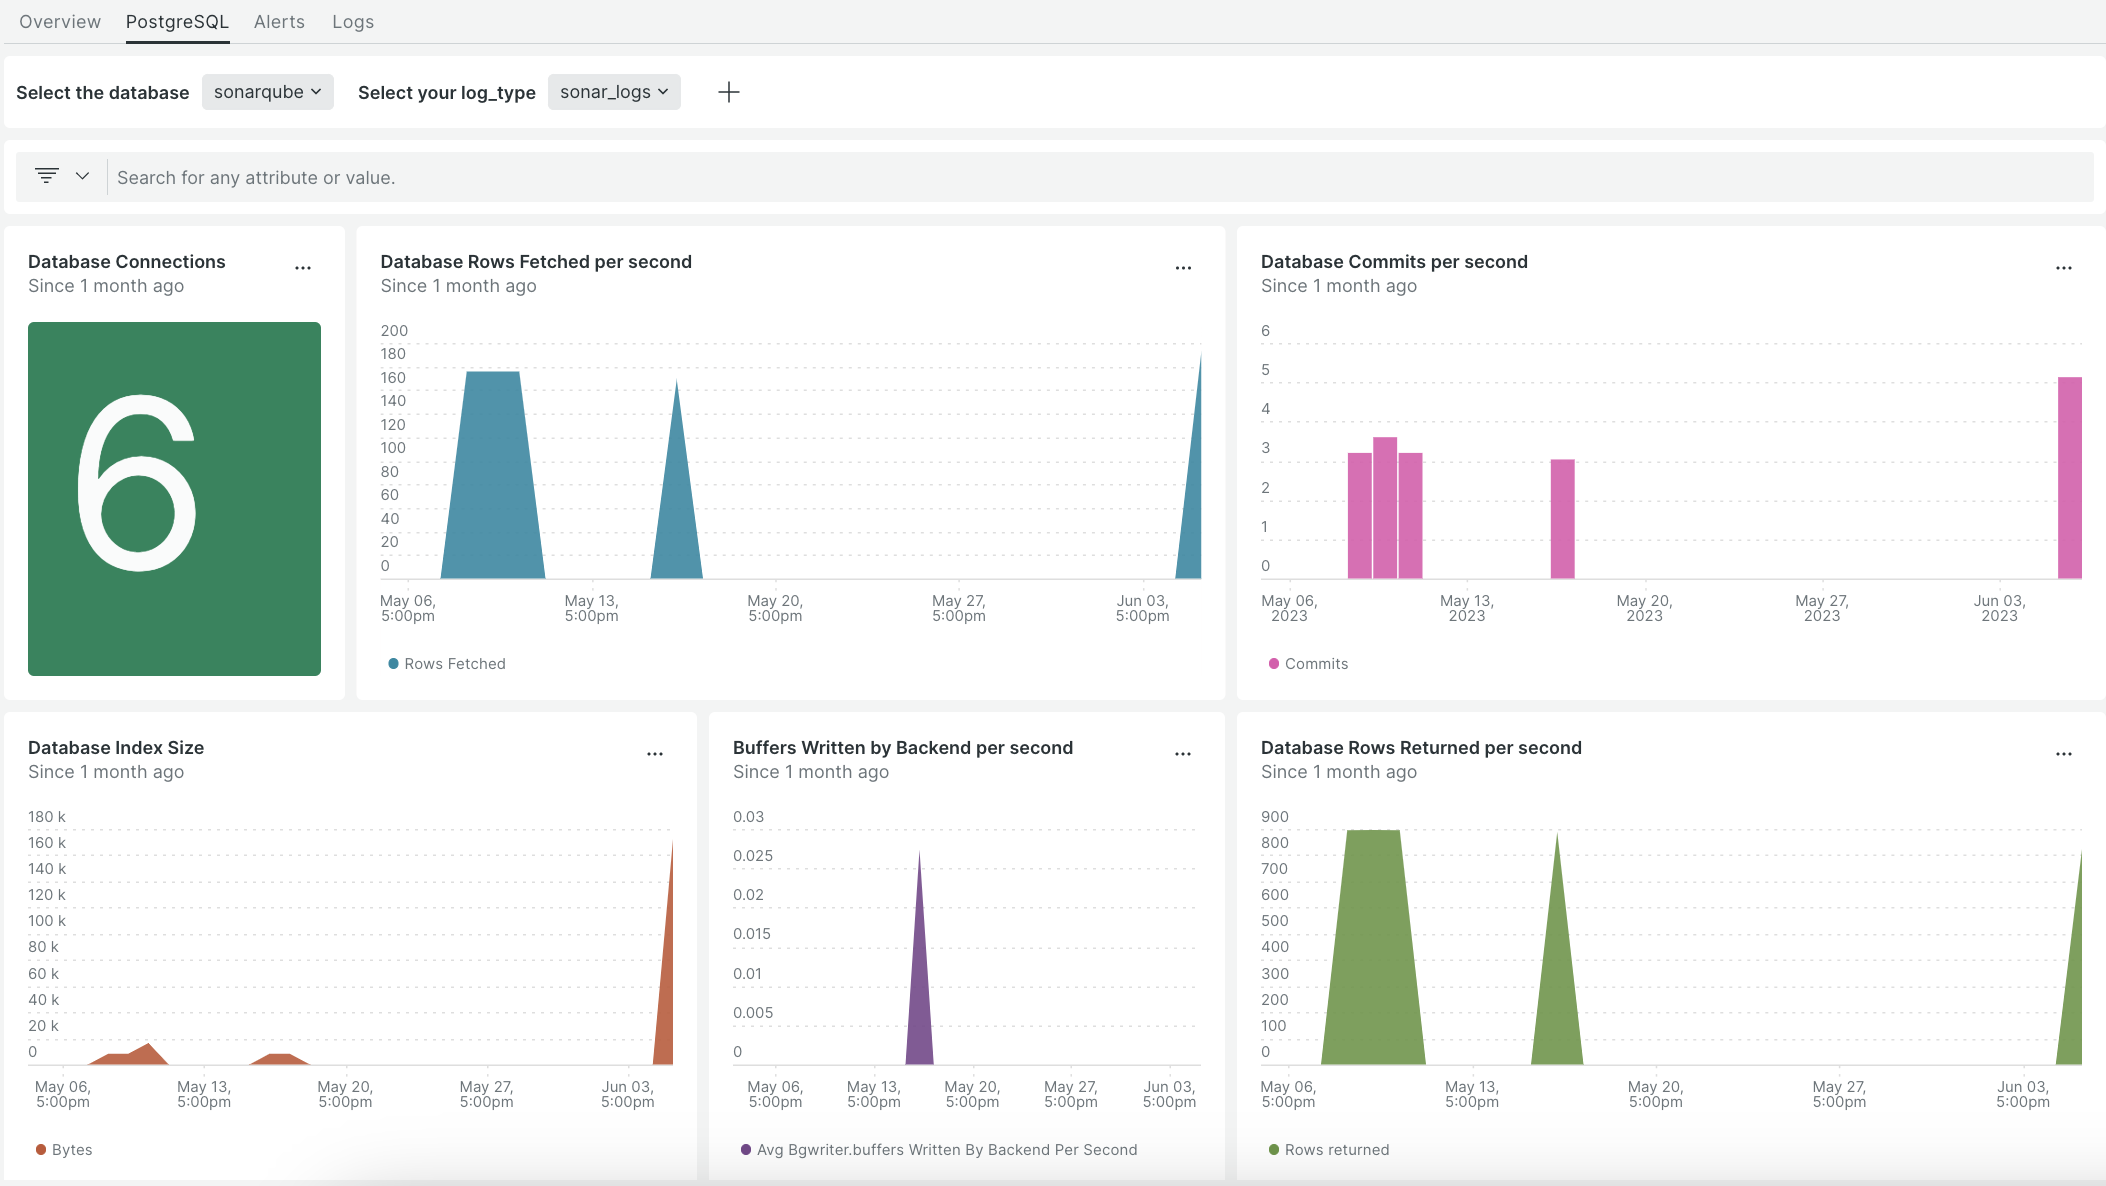 Overview PostgreSQL Alerts Logs
Select the database sonarqube Select your log_type sonar_logs
Search for any attribute or value.
Database Connections
Since 1 month ago
6
Database Rows Fetched per second
Since 1 month ago
200
180
160
140
120
100
80
60
40
20
0
May 06, May 13, May 20, May 27, Jun 03,
5:00pm 5:00pm 5:00pm 5:00pm 5:00pm
Rows Fetched
Database Commits per second
Since 1 month ago
6
5
4
3
2
1
0
May 06, May 13, May 20, May 27, Jun 03,
2023 2023 2023 2023 2023
Commits
Database Index Size
Since 1 month ago
180 k
160 k
140 k
120 k
100 k
80 k
60 k
40 k
20 k
0
May 06, May 13, May 20, May 27, Jun 03,
5:00pm 5:00pm 5:00pm 5:00pm 5:00pm
Bytes
Buffers Written by Backend per second
Since 1 month ago
0.03
0.025
0.02
0.015
0.01
0.005
0
May 06, May 13, May 20, May 27, Jun 03,
5:00pm 5:00pm 5:00pm 5:00pm 5:00pm
Avg Bgwriter.buffers Written By Backend Per Second
Database Rows Returned per second
Since 1 month ago
900
800
700
600
500
400
300
200
100
0
May 06, May 13, May 20, May 27, Jun 03,
5:00pm 5:00pm 5:00pm 5:00pm 5:00pm
Rows returned